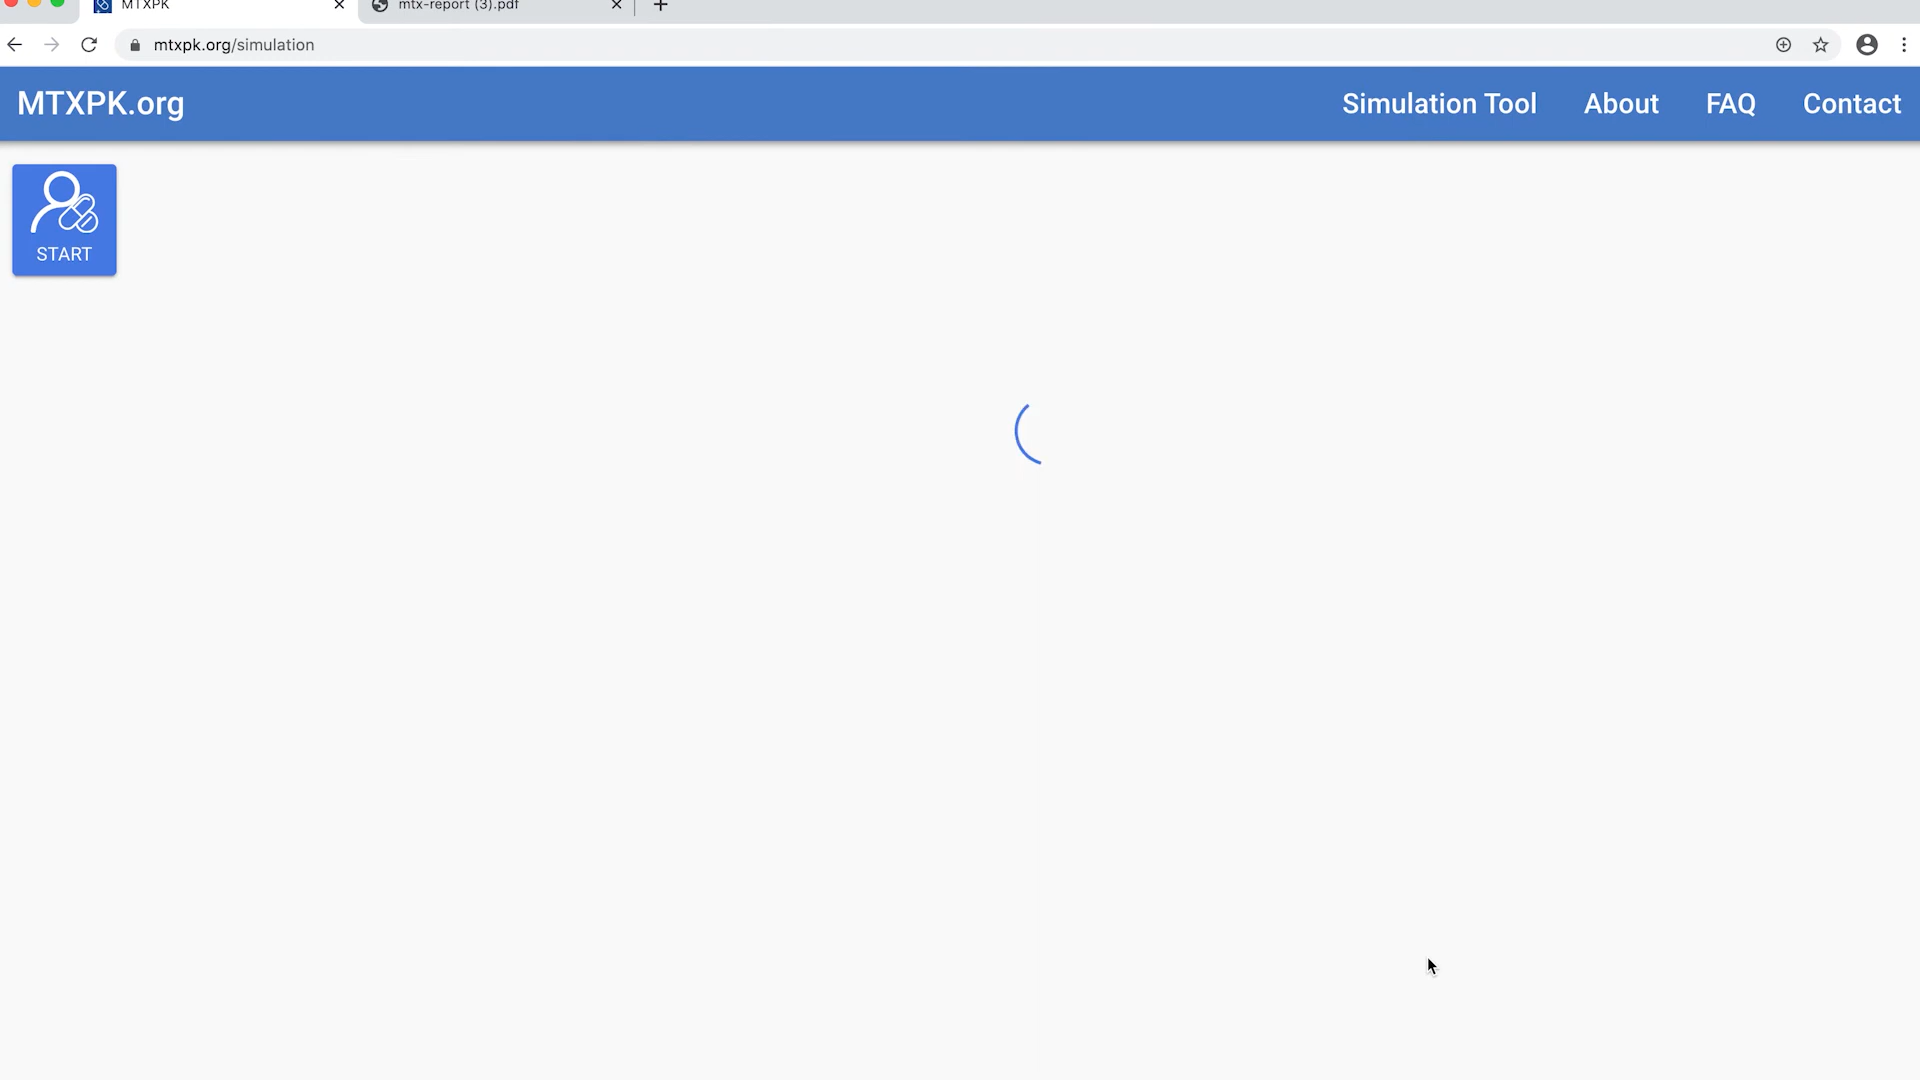 MTXPK
mtx-report (3).pdf
mtxpk.org/simulation
MTXPK.org
Simulation Tool
About
FAQ
Contact
START